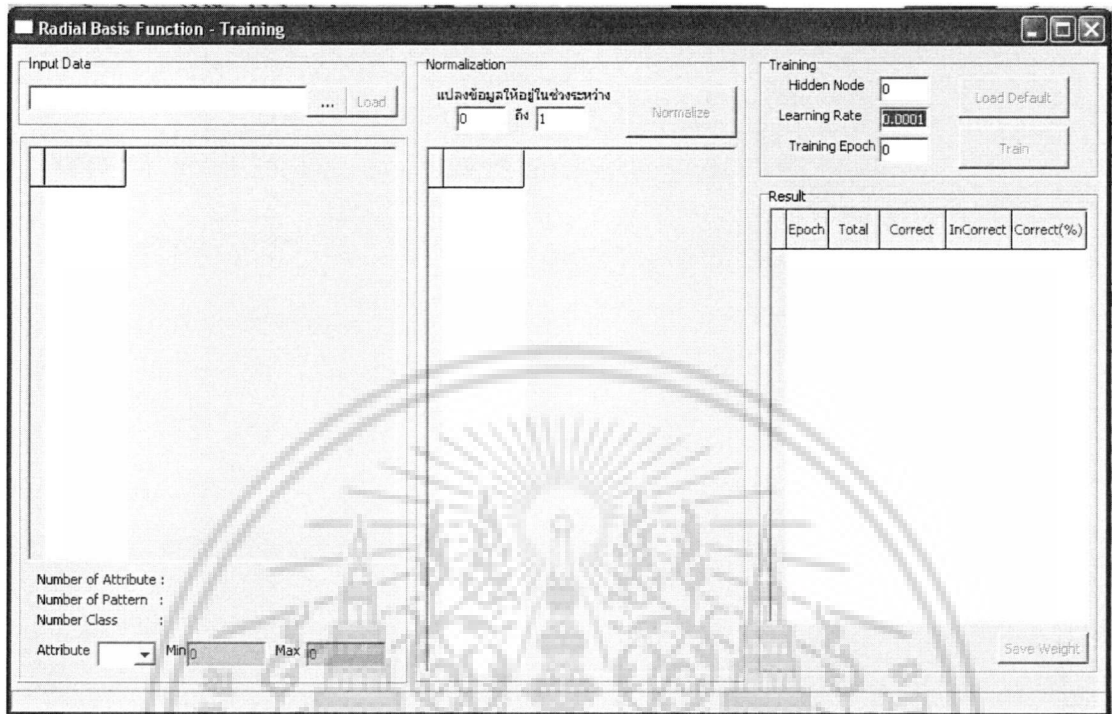 Radial Basis Function - Training
Input Data
... Load
Number of Attribute :
Number of Pattern :
Number Class :
Attribute Min 0 Max 0
Normalization
แปลงข้อมูลให้อยู่ในช่วงระหว่าง
0 ถึง 1 Normalize
Training
Hidden Node 0 Load Default
Learning Rate 0.0001
Training Epoch 0 Train
Result
Epoch Total Correct InCorrect Correct(%)
Save Weight